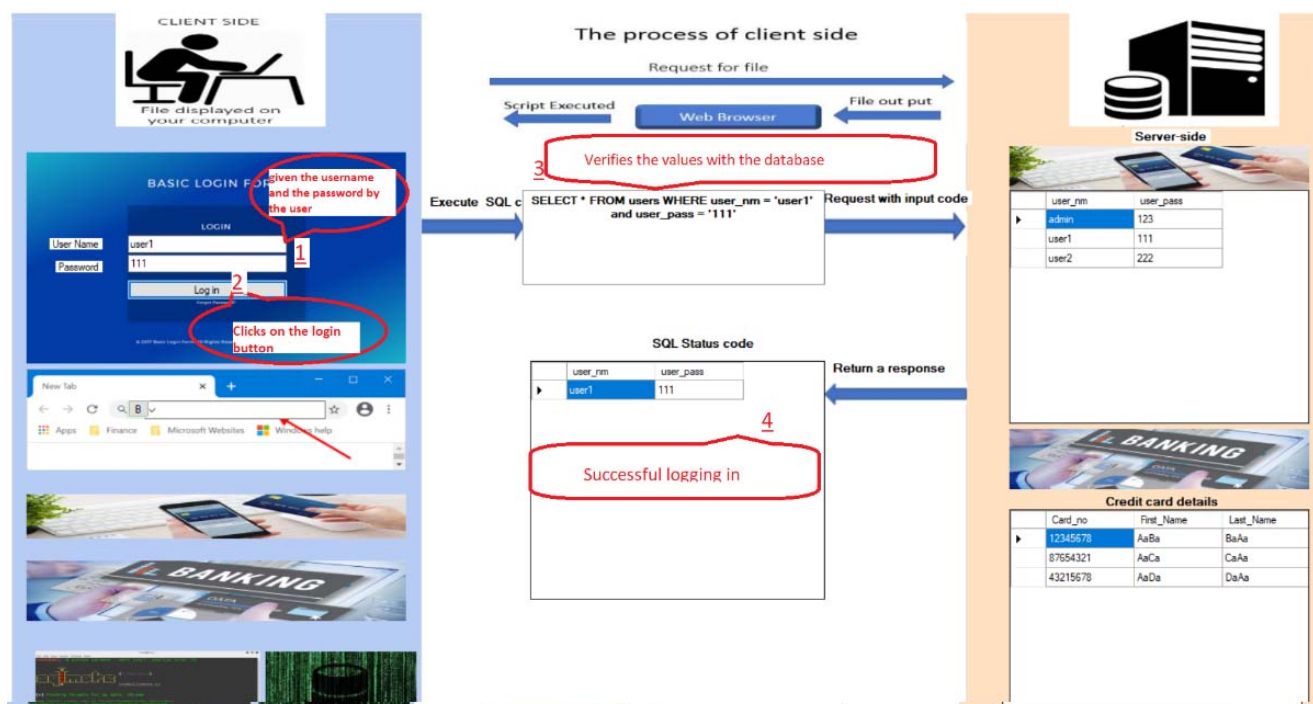 CLIENT SIDE
File displayed on
your computer
BASIC LOGIN FOR
given the username
and the password by
the user
LOGIN
User Name
user1
1
Password
111
2
Log in
Forgot Password?
Clicks on the login
button
New Tab
B
Apps
Finance
Microsoft Websites
Windows help
BANKING
DATA
The process of client side
Request for file
Script Executed
Web Browser
File out put
3
Verifies the values with the database
Execute SQL c
SELECT * FROM users WHERE user_nm = 'user1'
and user_pass = '111'
Request with input code
SQL Status code
user_nm user_pass
user1 111
Return a response
4
Successful logging in
Server-side
user_nm user_pass
admin 123
user1 111
user2 222
BANKING
DATA
Credit card details
Card_no First_Name Last_Name
12345678 AaBa BaAa
87654321 AaCa CaAa
43215678 AaDa DaAa